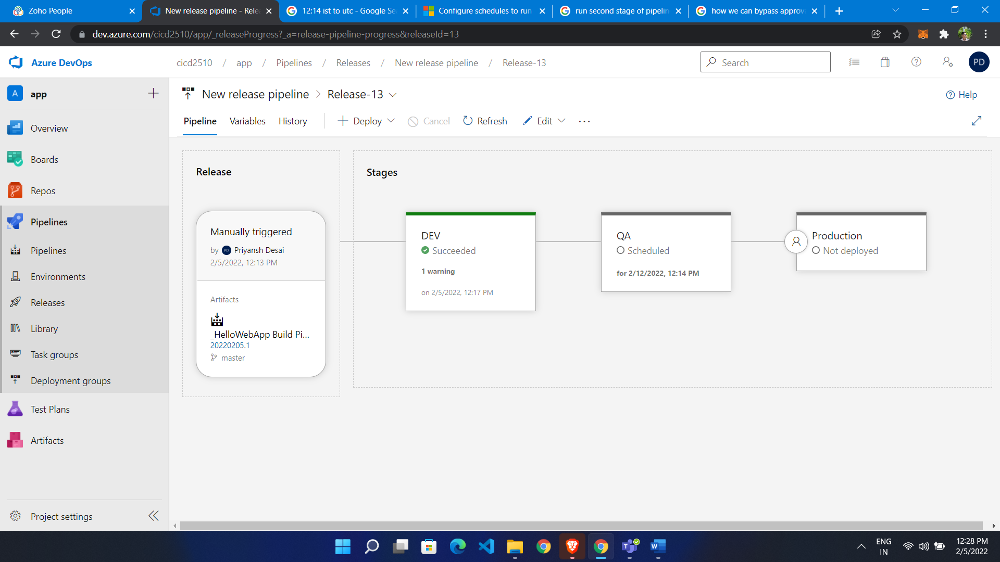 Zoho People
New release pipeline - Rele
12:14 ist to utc - Google Se
Configure schedules to run
run second stage of pipelin
how we can bypass approva
dev.azure.com/cicd2510/app/_releaseProgress?_a=release-pipeline-progress&releaseId=13
Azure DevOps
cicd2510 / app / Pipelines / Releases / New release pipeline / Release-13
Search
PD
A
app
New release pipeline
Release-13
Help
Pipeline
Variables
History
Deploy
Cancel
Refresh
Edit
Overview
Boards
Repos
Pipelines
Pipelines
Environments
Releases
Library
Task groups
Deployment groups
Test Plans
Artifacts
Project settings
Release
Manually triggered
by PD Priyansh Desai
2/5/2022, 12:13 PM
Artifacts
_HelloWebApp Build Pi...
20220205.1
master
Stages
DEV
Succeeded
1 warning
on 2/5/2022, 12:17 PM
QA
Scheduled
for 2/12/2022, 12:14 PM
Production
Not deployed
ENG
IN
12:28 PM
2/5/2022